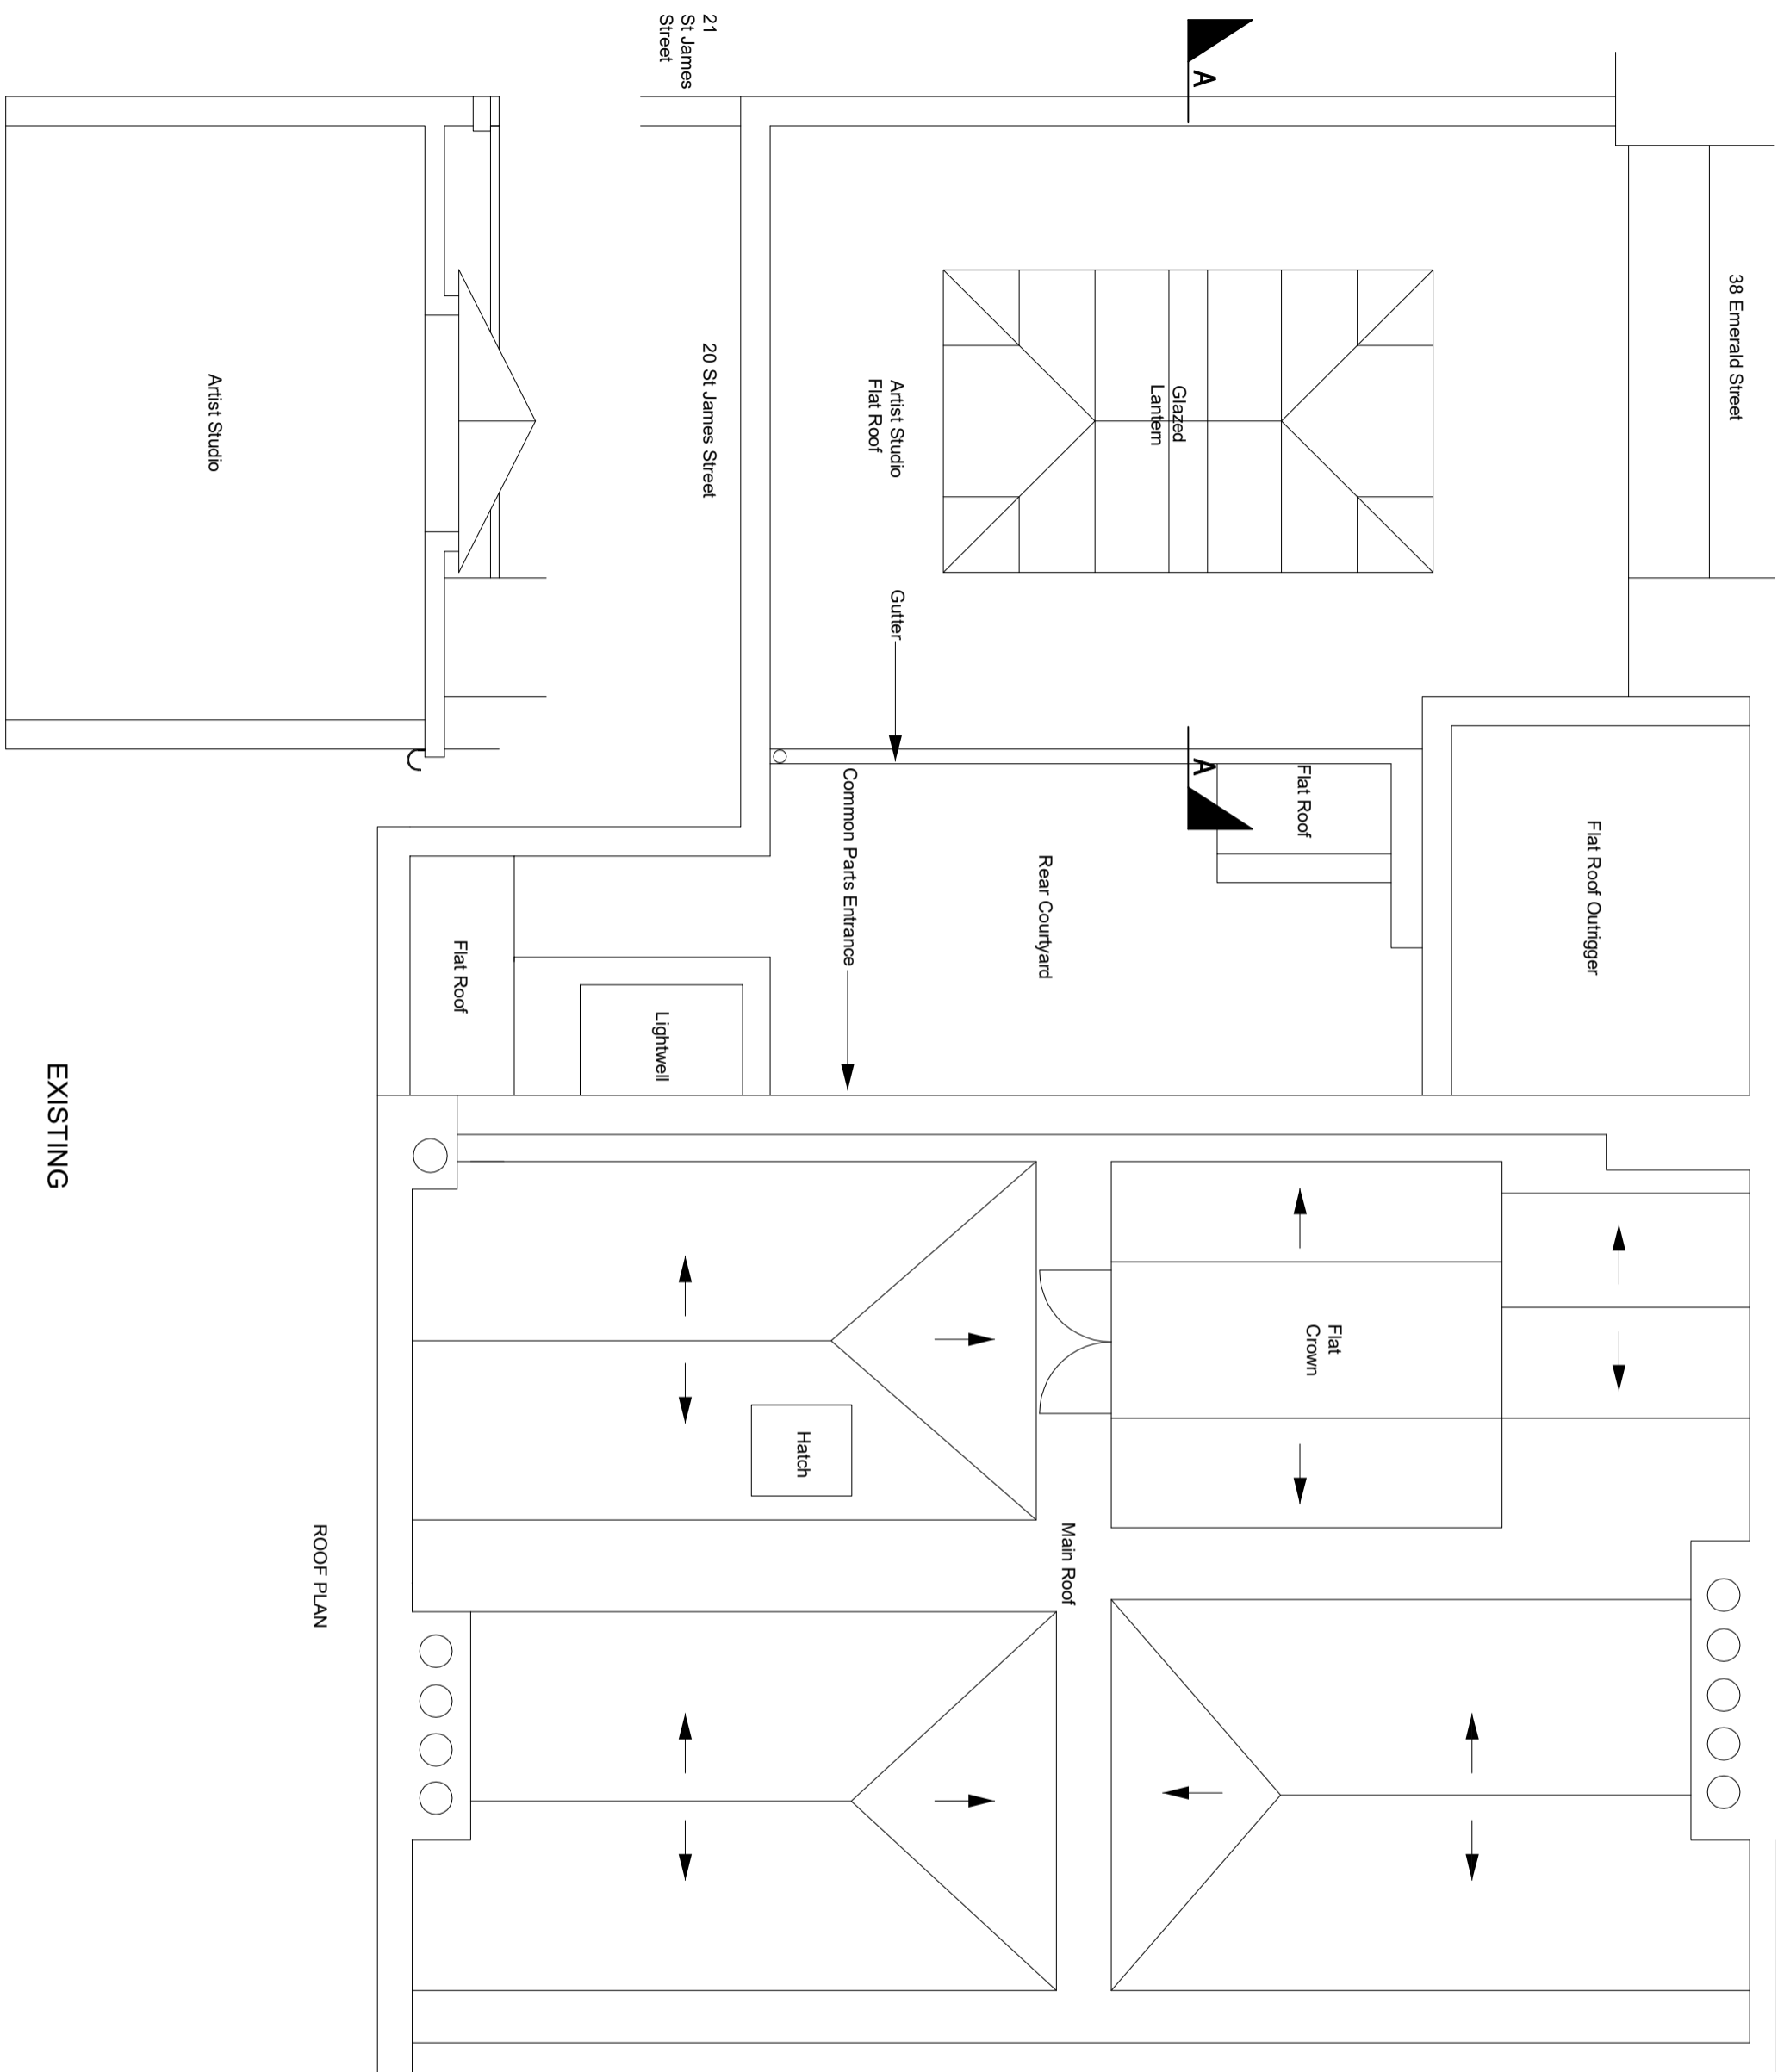 38 Emerald Street
A
Glazed
Lantern
Artist Studio
Flat Roof
21
St James
Street
20 St James Street
Artist Studio
Gutter
Flat Roof Outrigger
Flat Roof
A
Rear Courtyard
Common Parts Entrance
Lightwell
Flat Roof
Flat
Crown
Hatch
Main Roof
ROOF PLAN
EXISTING